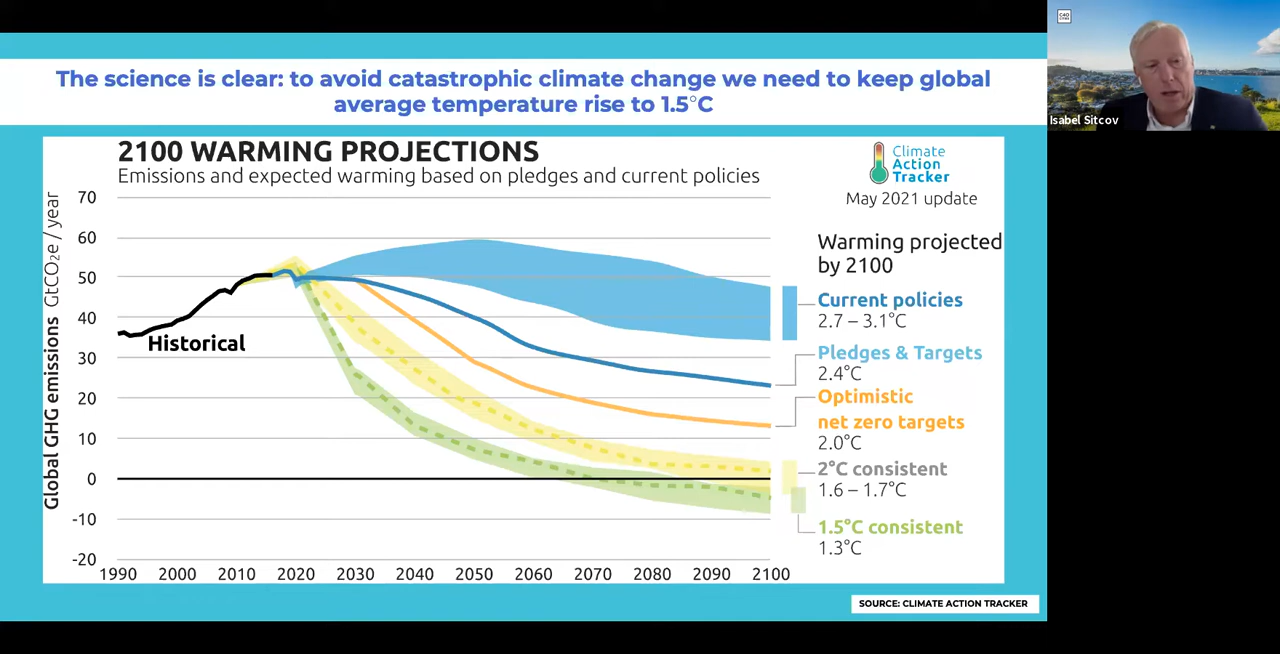 The science is clear: to avoid catastrophic climate change we need to keep global
average temperature rise to 1.5°C
2100 WARMING PROJECTIONS
Emissions and expected warming based on pledges and current policies
Climate
Action
Tracker
May 2021 update
Global GHG emissions GtCO2e / year
70
60
50
40
30
20
10
0
-10
-20
1990
2000
2010
2020
2030
2040
2050
2060
2070
2080
2090
2100
Historical
Warming projected
by 2100
Current policies
2.7 – 3.1°C
Pledges & Targets
2.4°C
Optimistic
net zero targets
2.0°C
2°C consistent
1.6 – 1.7°C
1.5°C consistent
1.3°C
SOURCE: CLIMATE ACTION TRACKER
C40
Isabel Sitcov